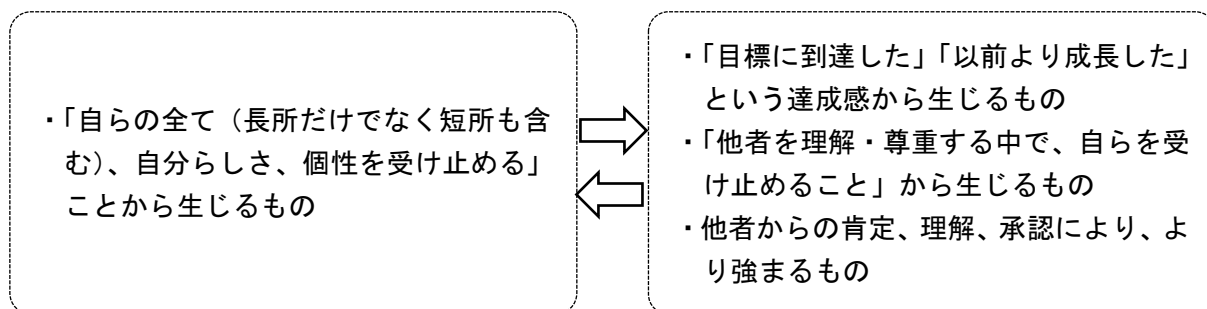 ・「自らの全て（長所だけでなく短所も含
む）、自分らしさ、個性を受け止める」
ことから生じるもの
・「目標に到達した」「以前より成長した」
という達成感から生じるもの
・「他者を理解・尊重する中で、自らを受
け止めること」から生じるもの
・他者からの肯定、理解、承認により、よ
り強まるもの